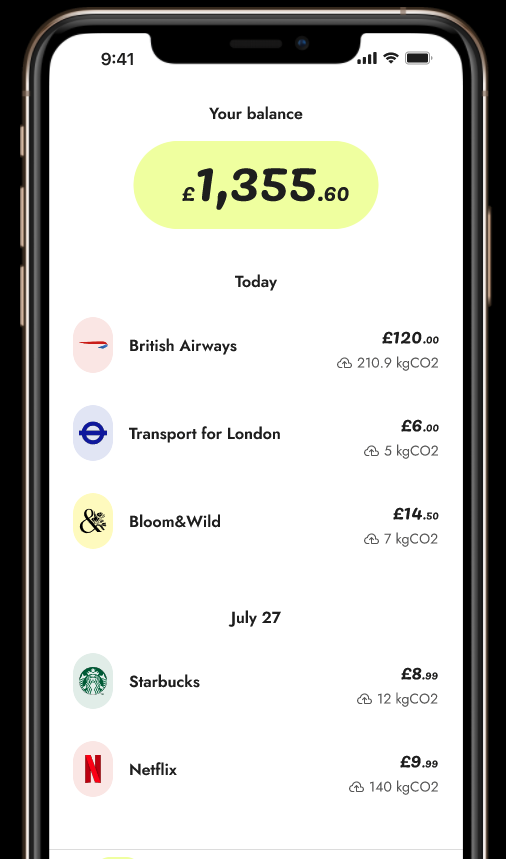 9:41
Your balance
£1,355.60
Today
British Airways
£120.00
210.9 kgCO2
Transport for London
£6.00
5 kgCO2
Bloom&Wild
£14.50
7 kgCO2
July 27
Starbucks
£8.99
12 kgCO2
Netflix
£9.99
140 kgCO2